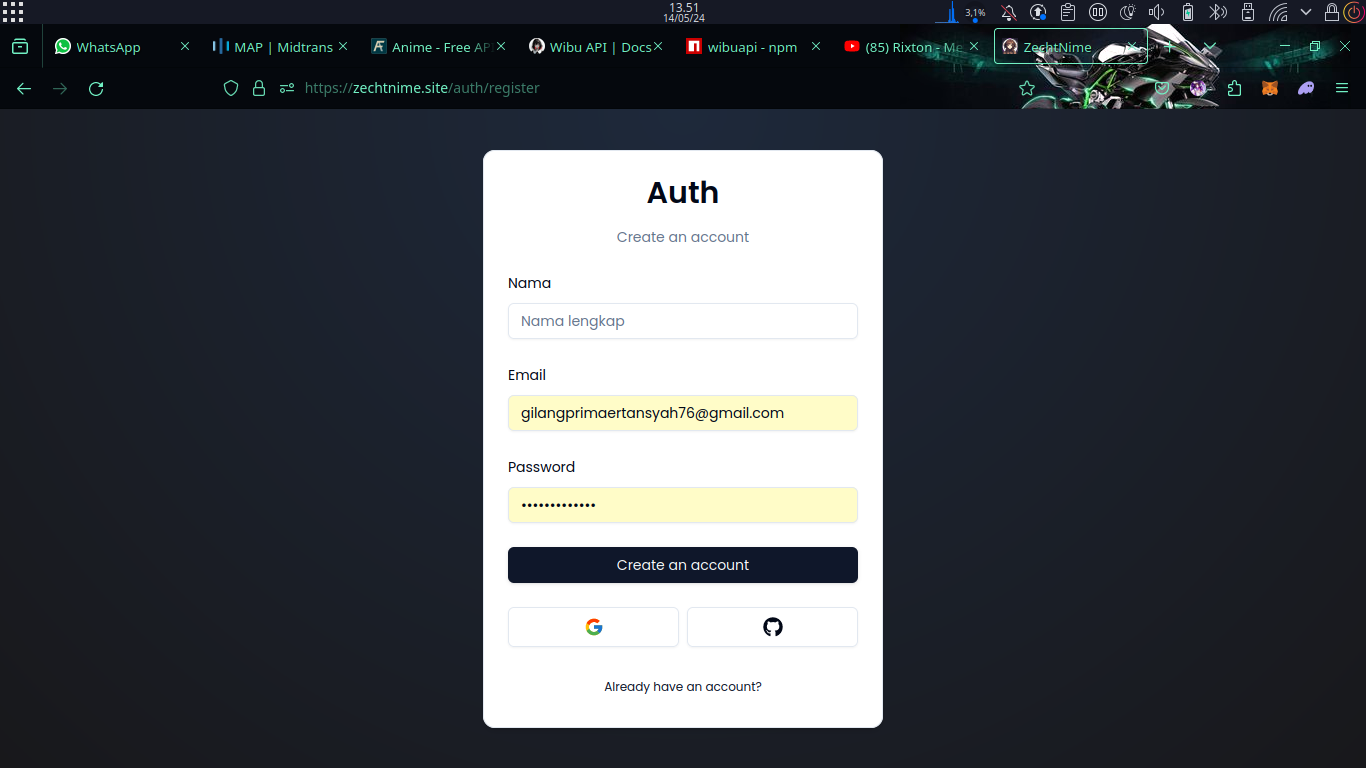 13.51
14/05/24
3,1%
WhatsApp
MAP | Midtrans
Anime - Free AP
Wibu API | Docs
wibuapi - npm
(85) Rixton - Me
ZechtNime
https://zechtnime.site/auth/register
Auth
Create an account
Nama
Nama lengkap
Email
gilangprimaertansyah76@gmail.com
Password
•••••••••••••
Create an account
Already have an account?